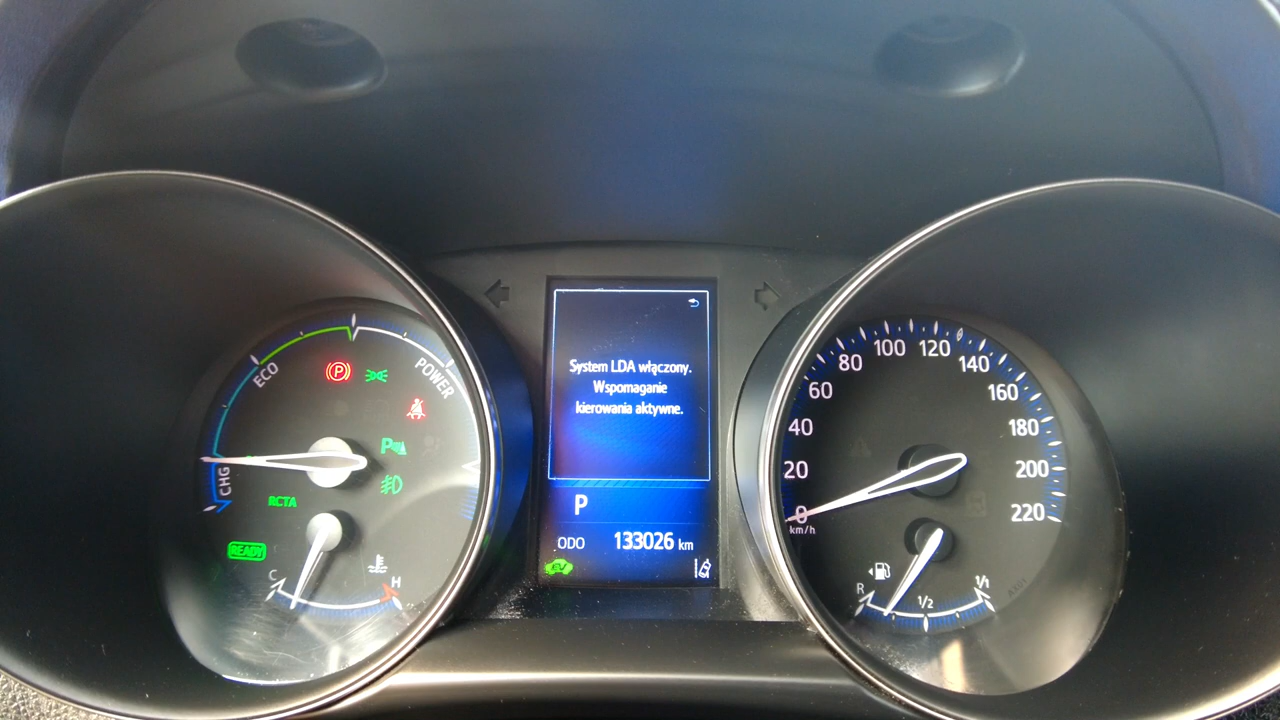 ECO
POWER
CHG
P
P
RCTA
READY
C
H
System LDA włączony.
Wspomaganie
kierowania aktywne.
P
ODO 133026 km
EV
0
20
40
60
80
100
120
140
160
180
200
220
km/h
R
1/2
1/1